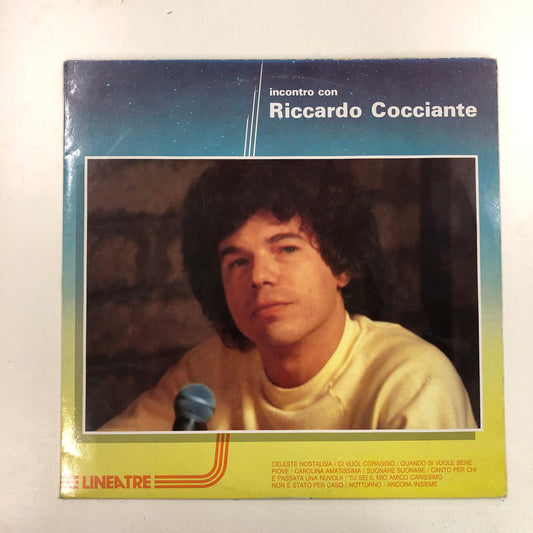 incontro con
Riccardo Cocciante
CELESTE NOSTALGIA / CI VUOL CORAGGIO / QUANDO SI VUOLE BENE
PIOVE / CAROLINA AMATISSIMA / SUONARE SUONARE / CANTO PER CHI
È PASSATA UNA NUVOLA / TU SEI IL MIO AMICO CARISSIMO
NON È STATO PER CASO / NOTTURNO / ANCORA INSIEME
LINEATRE